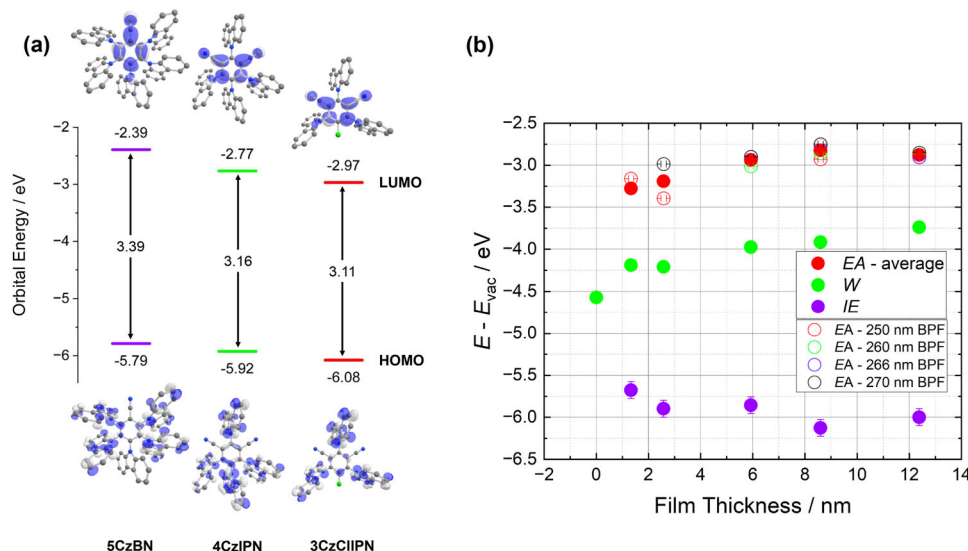 (a)
-2.39
-2.77
-2.97
LUMO
3.39
3.16
3.11
-5.79
-5.92
-6.08
HOMO
−2
−3
−4
−5
−6
Orbital Energy / eV
5CzBN
4CzIPN
3CzClIPN
(b)
−2.5
−3.0
−3.5
−4.0
−4.5
−5.0
−5.5
−6.0
−6.5
E - Evac / eV
EA - average
W
IE
EA - 250 nm BPF
EA - 260 nm BPF
EA - 266 nm BPF
EA - 270 nm BPF
−2 0 2 4 6 8 10 12 14
Film Thickness / nm